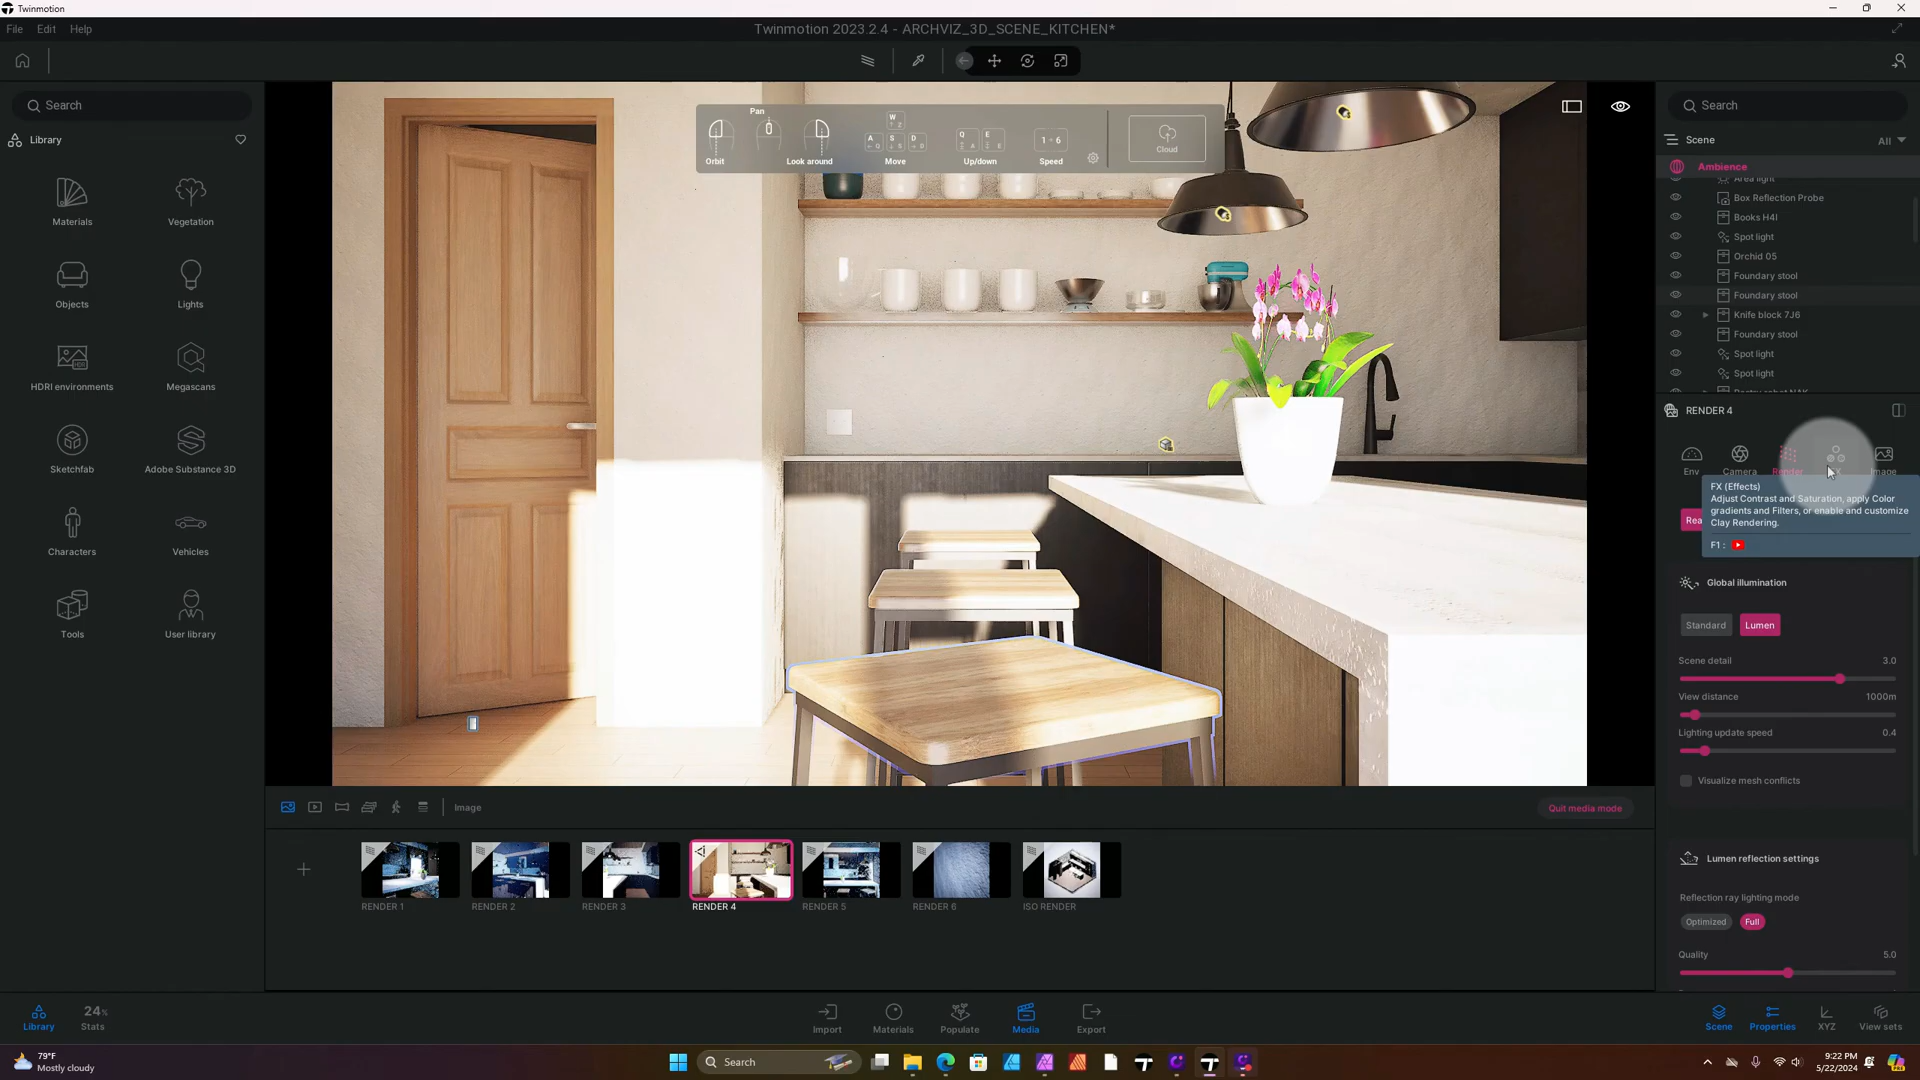 Twinmotion
File Edit Help
Twinmotion 2023.2.4 - ARCHVIZ_3D_SCENE_KITCHEN*
Search
Library
Materials
Vegetation
Objects
Lights
HDRI environments
Megascans
Sketchfab
Adobe Substance 3D
Characters
Vehicles
Tools
User library
Pan
Orbit
Look around
W
A S D
Move
Q E
Up/down
1 - 6
Speed
Cloud
Search
Scene
All
Ambience
Area light
Box Reflection Probe
Books H4I
Spot light
Orchid 05
Foundary stool
Foundary stool
Knife block 7J6
Foundary stool
Spot light
Spot light
RENDER 4
Env Camera Render Image
FX (Effects)
Adjust Contrast and Saturation, apply Color
gradients and Filters, or enable and customize
Clay Rendering.
F1 :
Rea
Global illumination
Standard Lumen
Scene detail 3.0
View distance 1000m
Lighting update speed 0.4
Visualize mesh conflicts
Lumen reflection settings
Reflection ray lighting mode
Optimized Full
Quality 5.0
Image
Quit media mode
RENDER 1
RENDER 2
RENDER 3
RENDER 4
RENDER 5
RENDER 6
ISO RENDER
Library
24%
Stats
Import
Materials
Populate
Media
Export
Scene
Properties
XYZ
View sets
79°F
Mostly cloudy
Search
9:22 PM
5/22/2024